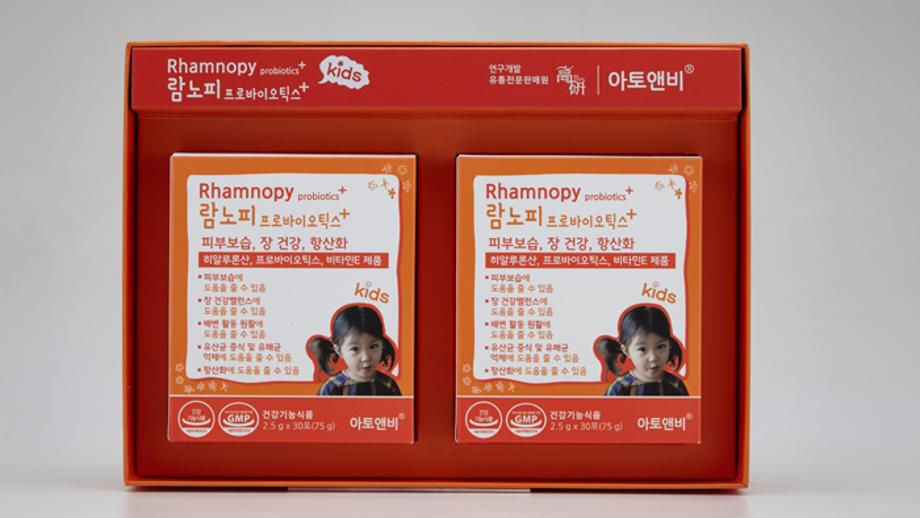 Rhamnopy probiotics+
kids
람노피 프로바이오틱스+
연구개발
유통전문판매원
高硏
아토앤비®
Rhamnopy probiotics+
람노피 프로바이오틱스+
피부보습, 장 건강, 항산화
히알루론산, 프로바이오틱스, 비타민E 제품
▪ 피부보습에
도움을 줄 수 있음
kids
▪ 장 건강밸런스에
도움을 줄 수 있음
▪ 배변 활동 원활에
도움을 줄 수 있음
▪ 유산균 증식 및 유해균
억제에 도움을 줄 수 있음
▪ 항산화에 도움을 줄 수 있음
건강
기능식품
GMP
건강기능식품
2.5 g x 30포(75 g)
아토앤비®
Rhamnopy probiotics+
람노피 프로바이오틱스+
피부보습, 장 건강, 항산화
히알루론산, 프로바이오틱스, 비타민E 제품
▪ 피부보습에
도움을 줄 수 있음
kids
▪ 장 건강밸런스에
도움을 줄 수 있음
▪ 배변 활동 원활에
도움을 줄 수 있음
▪ 유산균 증식 및 유해균
억제에 도움을 줄 수 있음
▪ 항산화에 도움을 줄 수 있음
건강
기능식품
GMP
건강기능식품
2.5 g x 30포(75 g)
아토앤비®